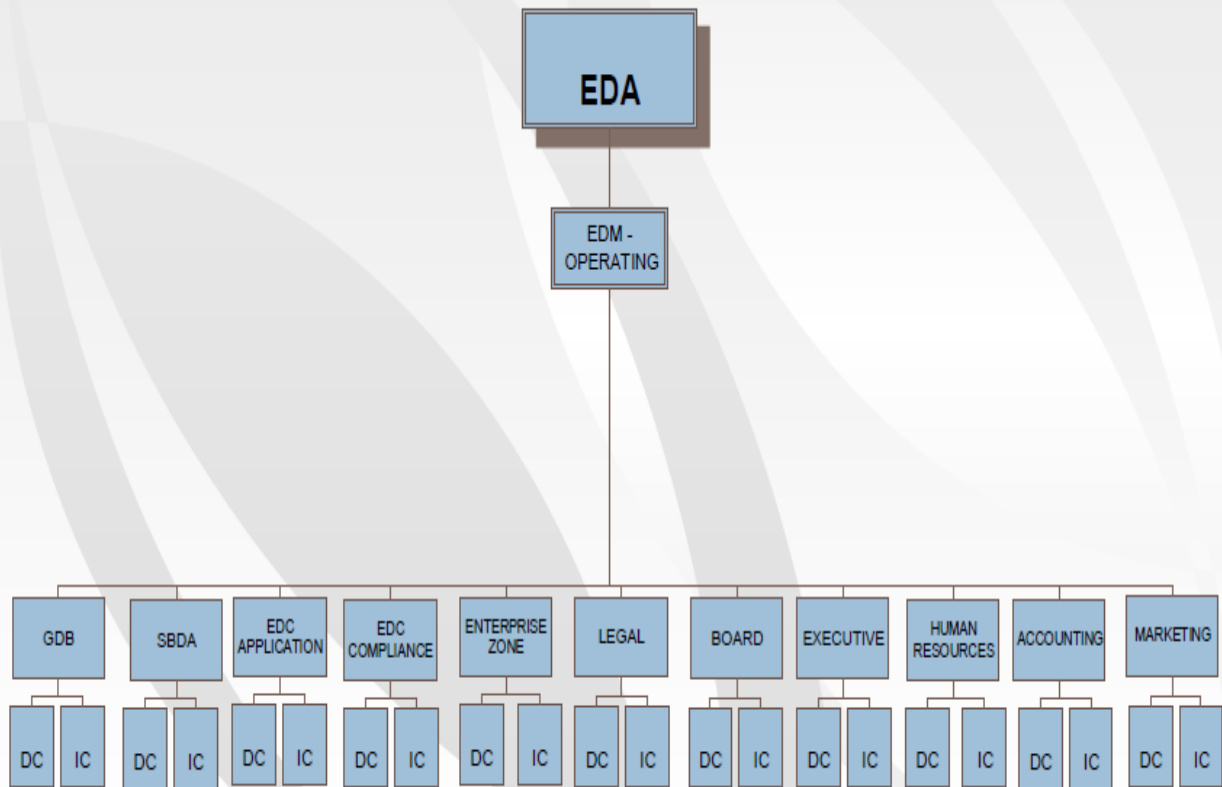 EDA
EDM -
OPERATING
GDB
SBDA
EDC
APPLICATION
EDC
COMPLIANCE
ENTERPRISE
ZONE
LEGAL
BOARD
EXECUTIVE
HUMAN
RESOURCES
ACCOUNTING
MARKETING
DC IC DC IC DC IC DC IC DC IC DC IC DC IC DC IC DC IC DC IC DC IC